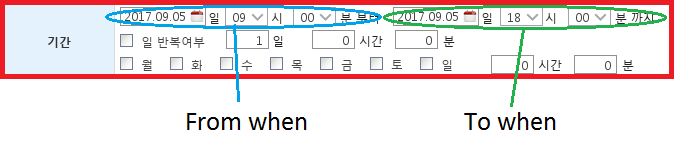 2017.09.05 일 09 시 00 분 부터 2017.09.05 일 18 시 00 분 까지
기간
일 반복여부 1 일 0 시간 0 분
월 화 수 목 금 토 일 0 시간 0 분
From when To when